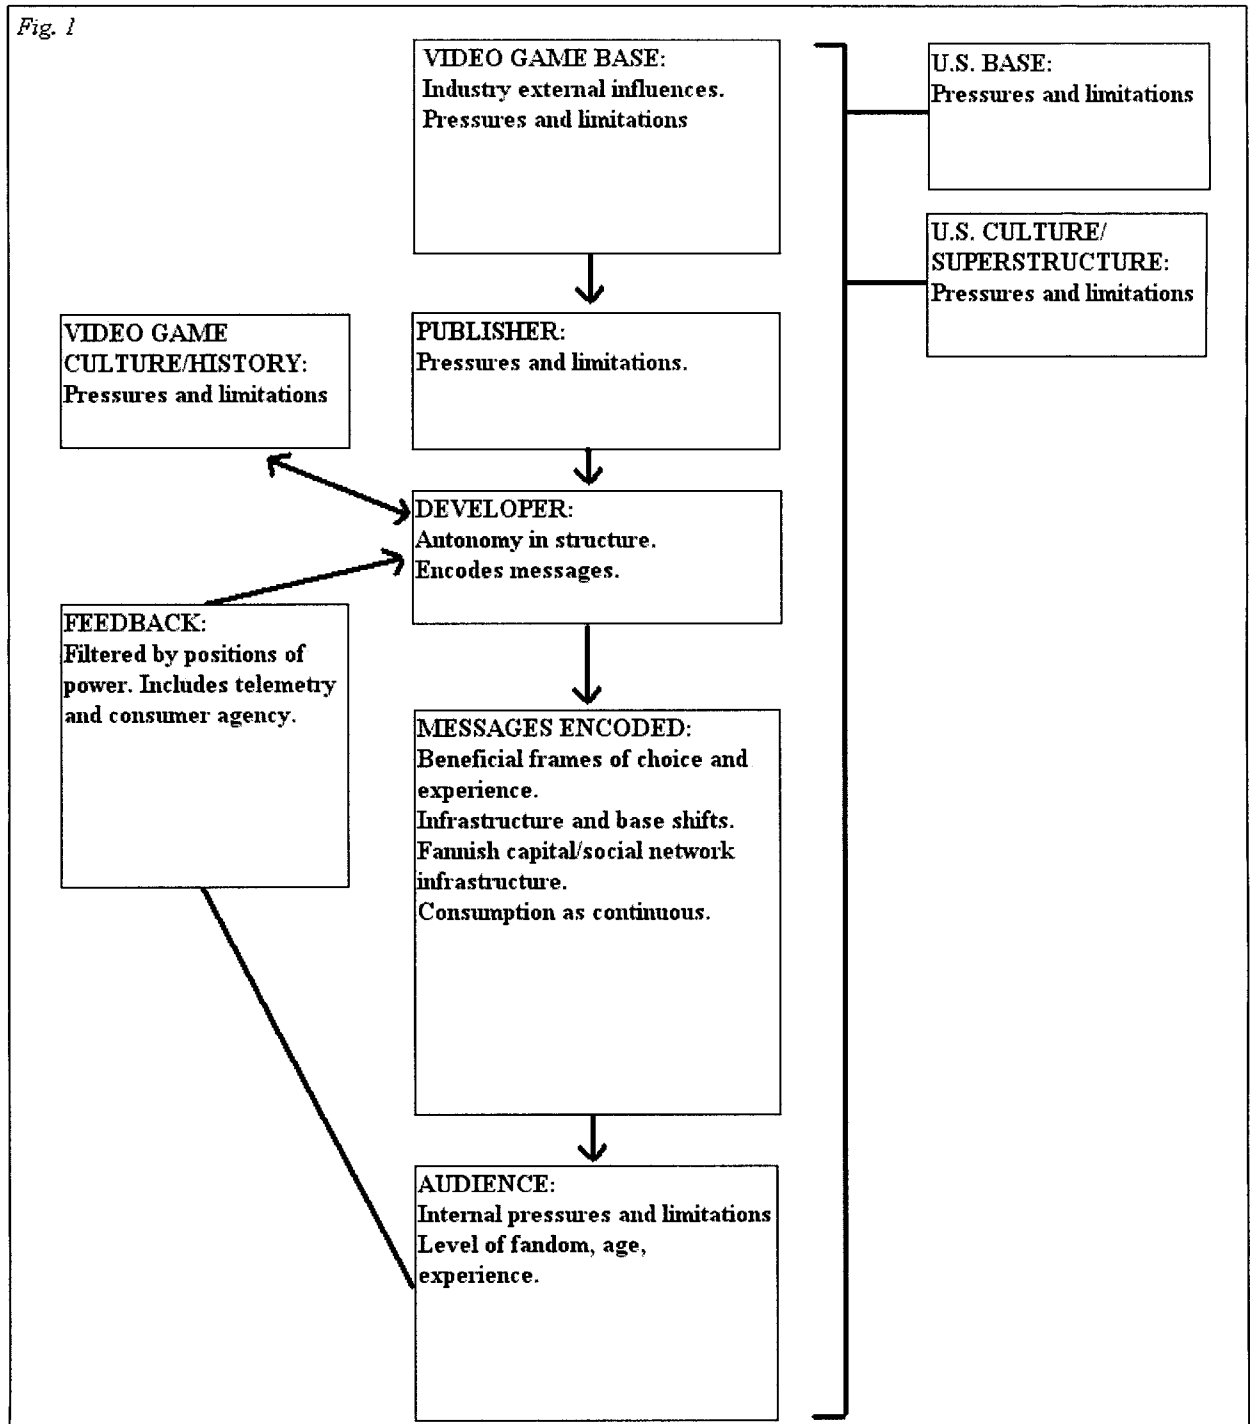 Fig. 1
VIDEO GAME BASE:
Industry external influences.
Pressures and limitations
U.S. BASE:
Pressures and limitations
U.S. CULTURE/
SUPERSTRUCTURE:
Pressures and limitations
VIDEO GAME
CULTURE/HISTORY:
Pressures and limitations
PUBLISHER:
Pressures and limitations.
DEVELOPER:
Autonomy in structure.
Encodes messages.
FEEDBACK:
Filtered by positions of
power. Includes telemetry
and consumer agency.
MESSAGES ENCODED:
Beneficial frames of choice and
experience.
Infrastructure and base shifts.
Fannish capital/social network
infrastructure.
Consumption as continuous.
AUDIENCE:
Internal pressures and limitations
Level of fandom, age,
experience.